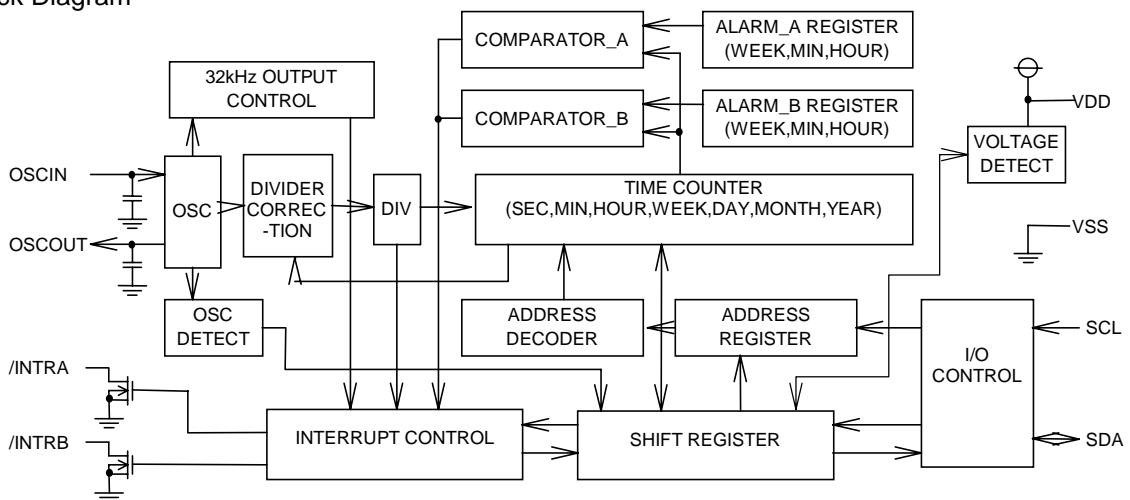 ck Diagram
COMPARATOR_A
ALARM_A REGISTER
(WEEK,MIN,HOUR)
32kHz OUTPUT
CONTROL
COMPARATOR_B
ALARM_B REGISTER
(WEEK,MIN,HOUR)
VDD
VOLTAGE
DETECT
OSCIN
OSC
DIVIDER
CORREC
-TION
DIV
TIME COUNTER
(SEC,MIN,HOUR,WEEK,DAY,MONTH,YEAR)
OSCOUT
VSS
OSC
DETECT
ADDRESS
DECODER
ADDRESS
REGISTER
I/O
CONTROL
SCL
/INTRA
INTERRUPT CONTROL
SHIFT REGISTER
SDA
/INTRB